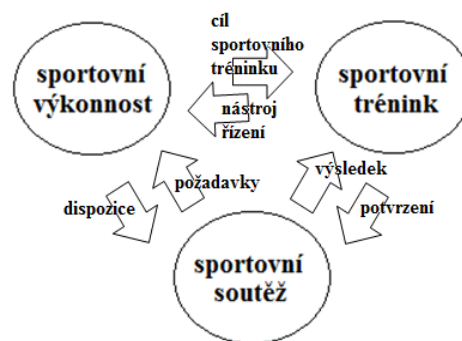 cíl
sportovního
tréninku
sportovní
výkonnost
sportovní
trénink
nástroj
řízení
výsledek
požadavky
dispozice
potvrzení
sportovní
soutěž